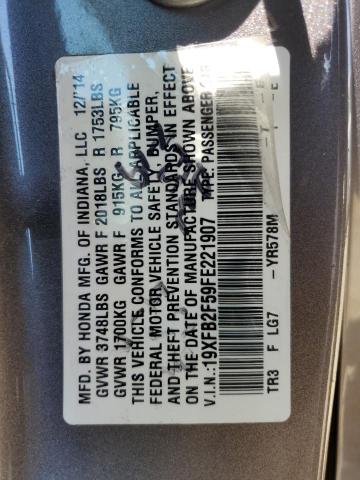 MFD. BY HONDA MFG. OF INDIANA, LLC 12/'14
GVWR 3748LBS GAWR F 2018LBS R 1753LBS
GVWR 1700KG GAWR F 915KG R 795KG
THIS VEHICLE CONFORMS TO ALL APPLICABLE
FEDERAL MOTOR VEHICLE SAFETY, BUMPER,
AND THEFT PREVENTION STANDARDS IN EFFECT
ON THE DATE OF MANUFACTURE SHOWN ABOVE.
V.I.N.: 19XFB2F59FE221907 TYPE: PASSENGER CAR
TR3 F LG7 -YR578M - T - E